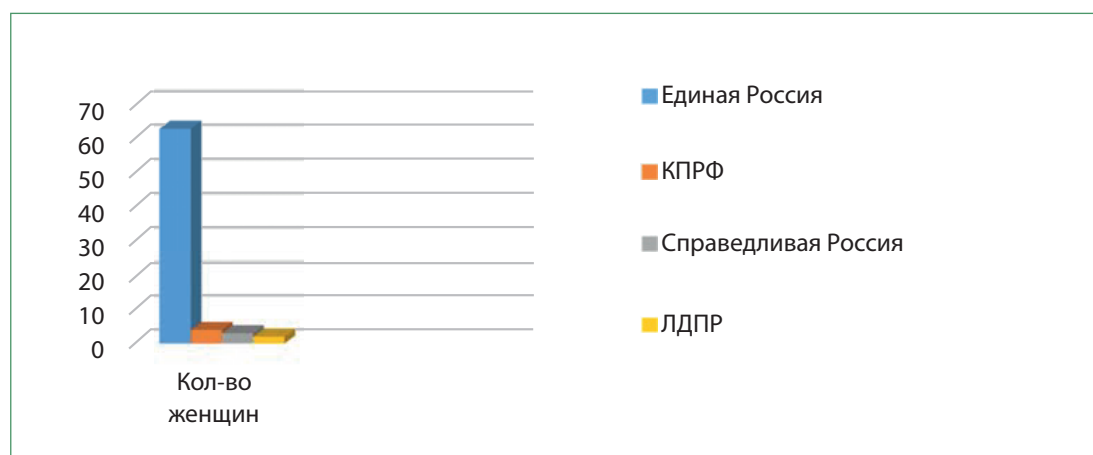 70
60
50
40
30
20
10
0
Кол-во
женщин
Единая Россия
КПРФ
Справедливая Россия
ЛДПР